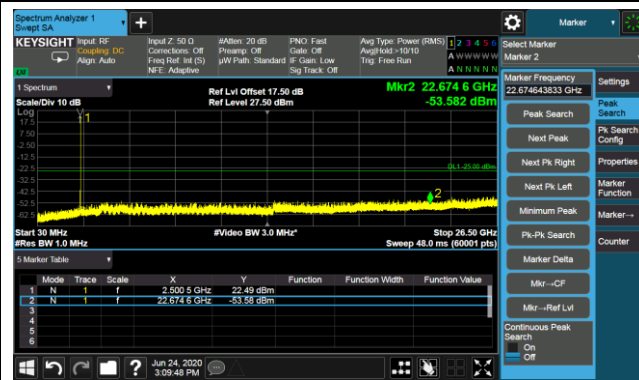 Spectrum Analyzer 1
Swept SA
+
Marker
KEYSIGHT
Input: RF
Coupling: DC
Align: Auto
Input Z: 50 Ω
Corrections: Off
Freq Ref: Int (S)
NFE: Adaptive
#Atten: 20 dB
Preamp: Off
µW Path: Standard
PNO: Fast
Gate: Off
IF Gain: Low
Sig Track: Off
Avg Type: Power (RMS)
Avg|Hold:>10/10
Trig: Free Run
1 2 3 4 5 6
A W W W W W
A N N N N N
LM
Select Marker
Marker 2
1 Spectrum
Scale/Div 10 dB
Ref Lvl Offset 17.50 dB
Ref Level 27.50 dBm
Mkr2 22.674 6 GHz
-53.582 dBm
Log
17.5
7.50
-2.50
-12.5
-22.5
-32.5
-42.5
-52.5
-62.5
1
DL1 -25.00 dBm
2
Start 30 MHz
#Res BW 1.0 MHz
#Video BW 3.0 MHz*
Stop 26.50 GHz
Sweep 48.0 ms (60001 pts)
5 Marker Table
Mode Trace Scale X Y Function Function Width Function Value
1 N 1 f 2.500 5 GHz 22.49 dBm
2 N 1 f 22.674 6 GHz -53.58 dBm
3
4
5
6
Marker Frequency
22.674643833 GHz
Peak Search
Next Peak
Next Pk Right
Next Pk Left
Minimum Peak
Pk-Pk Search
Marker Delta
Mkr→CF
Mkr→Ref Lvl
Continuous Peak
Search
On
Off
Settings
Peak
Search
Pk Search
Config
Properties
Marker
Function
Marker→
Counter
?
Jun 24, 2020
3:09:48 PM